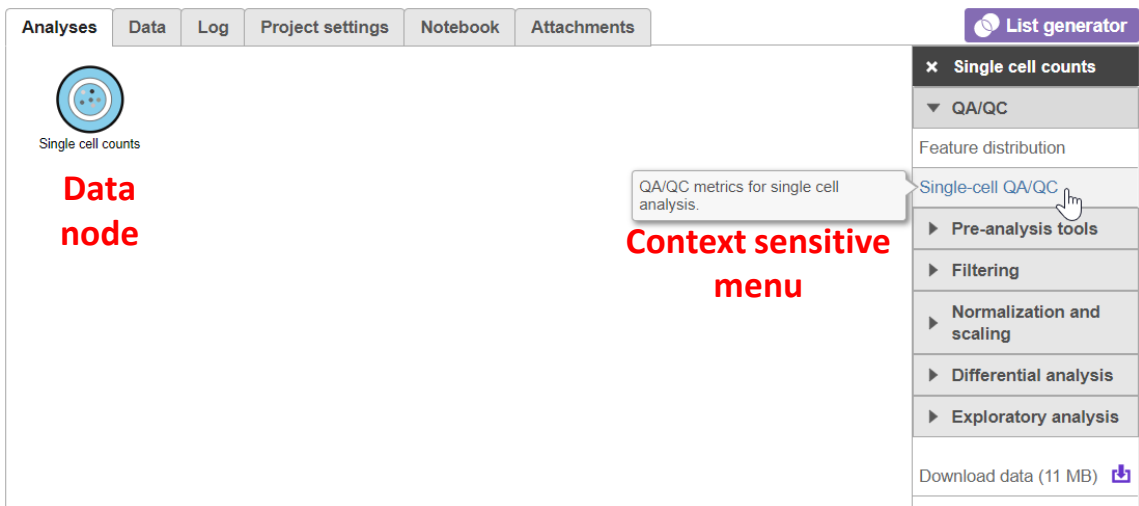 Analyses
Data
Log
Project settings
Notebook
Attachments
List generator
Single cell counts
QA/QC
Feature distribution
Single-cell QA/QC
Pre-analysis tools
Filtering
Normalization and
scaling
Differential analysis
Exploratory analysis
Download data (11 MB)
Single cell counts
Data
node
QA/QC metrics for single cell
analysis.
Context sensitive
menu